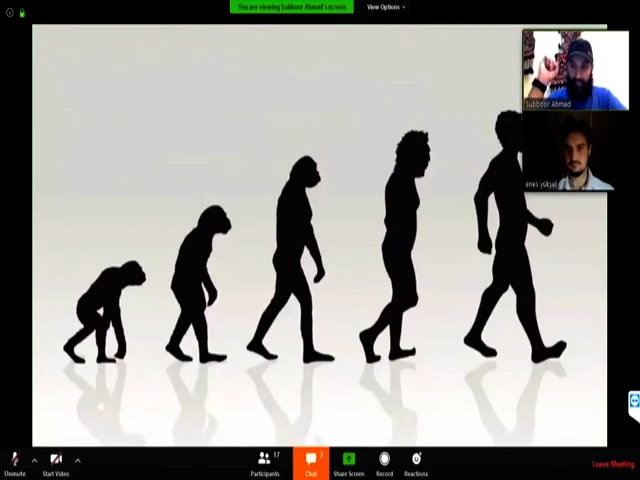 You are viewing Subboor Ahmad's screen
View Options
Subboor Ahmad
enes yüksel
Unmute
Start Video
Participants
17
Chat
3
Share Screen
Record
Reactions
Leave Meeting